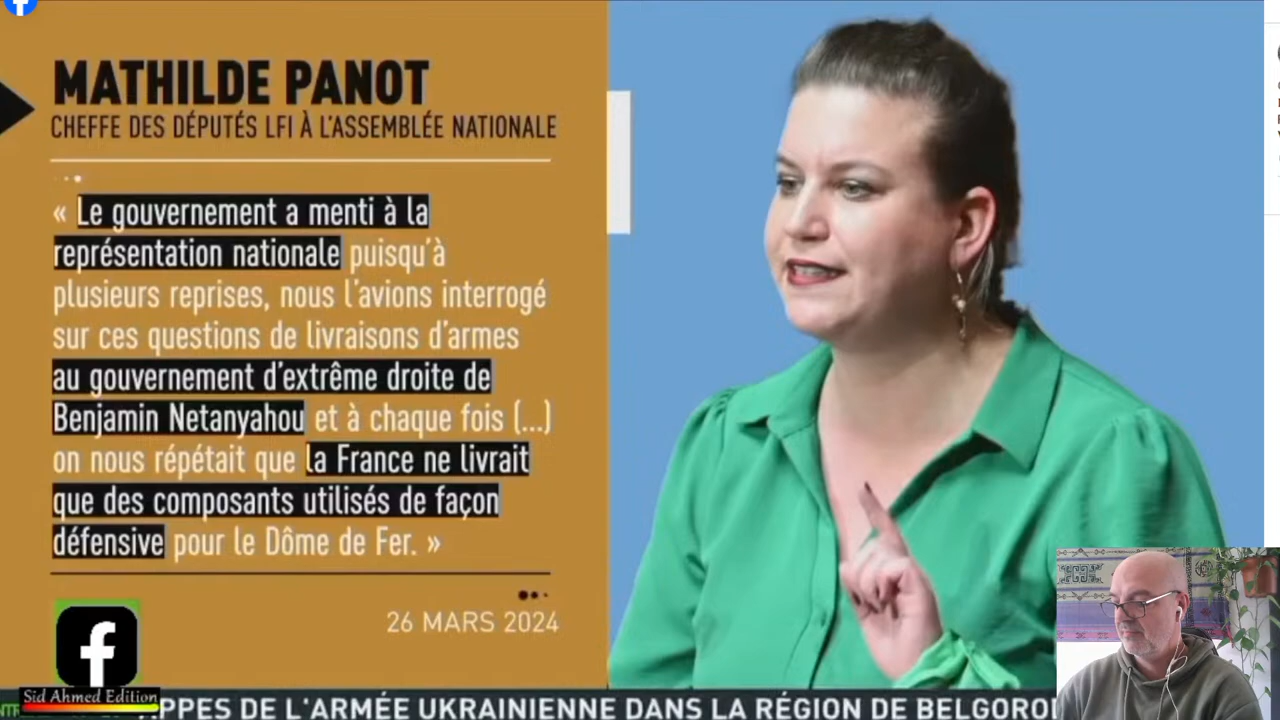 MATHILDE PANOT
CHEFFE DES DÉPUTÉS LFI À L'ASSEMBLÉE NATIONALE
« Le gouvernement a menti à la
représentation nationale puisqu'à
plusieurs reprises, nous l'avions interrogé
sur ces questions de livraisons d'armes
au gouvernement d'extrême droite de
Benjamin Netanyahou et à chaque fois (...)
on nous répétait que la France ne livrait
que des composants utilisés de façon
défensive pour le Dôme de Fer. »
26 MARS 2024
Sid Ahmed Edition
DE L'ARMÉE UKRAINIENNE DANS LA RÉGION DE